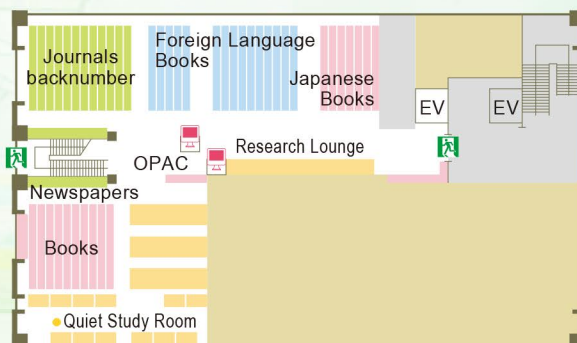 Journals
backnumber
Foreign Language
Books
Japanese
Books
EV
EV
OPAC
Research Lounge
Newspapers
Books
Quiet Study Room